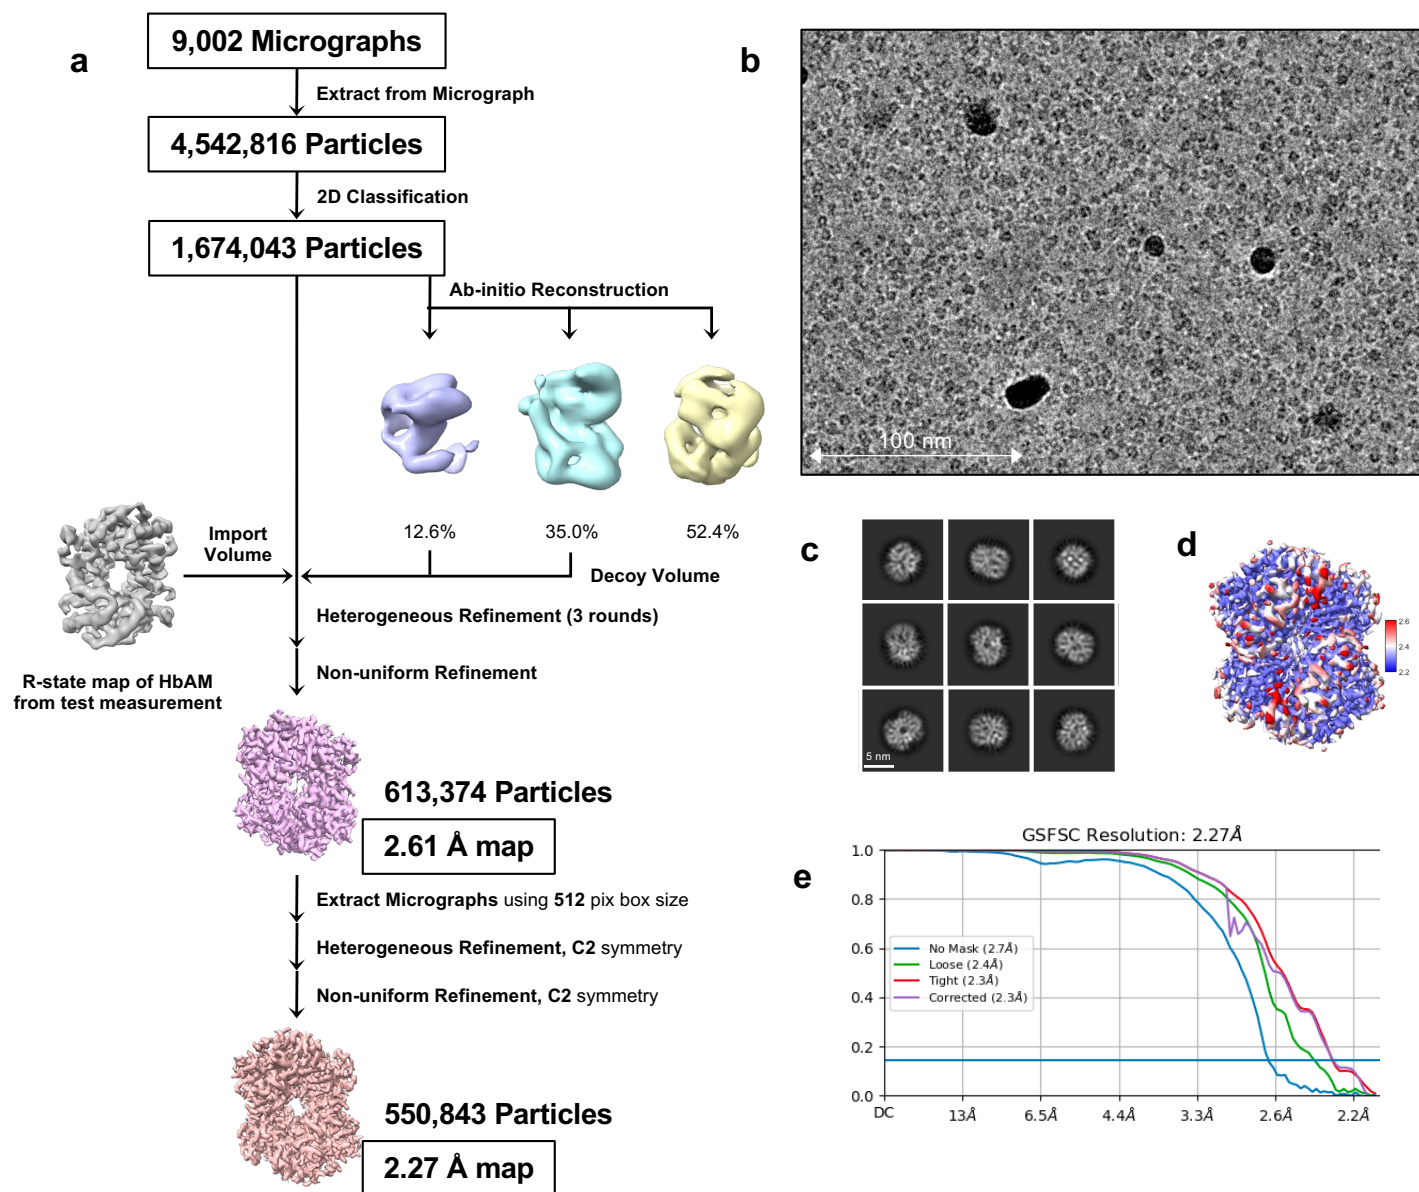 a
9,002 Micrographs
Extract from Micrograph
4,542,816 Particles
2D Classification
1,674,043 Particles
Ab-initio Reconstruction
12.6%
35.0%
52.4%
Import
Volume
Decoy Volume
Heterogeneous Refinement (3 rounds)
Non-uniform Refinement
R-state map of HbAM
from test measurement
613,374 Particles
2.61 Å map
Extract Micrographs using 512 pix box size
Heterogeneous Refinement, C2 symmetry
Non-uniform Refinement, C2 symmetry
550,843 Particles
2.27 Å map
b
100 nm
c
5 nm
d
2.6
2.4
2.2
e
GSFSC Resolution: 2.27Å
1.0
0.8
0.6
0.4
0.2
0.0
No Mask (2.7Å)
Loose (2.4Å)
Tight (2.3Å)
Corrected (2.3Å)
DC
13Å
6.5Å
4.4Å
3.3Å
2.6Å
2.2Å